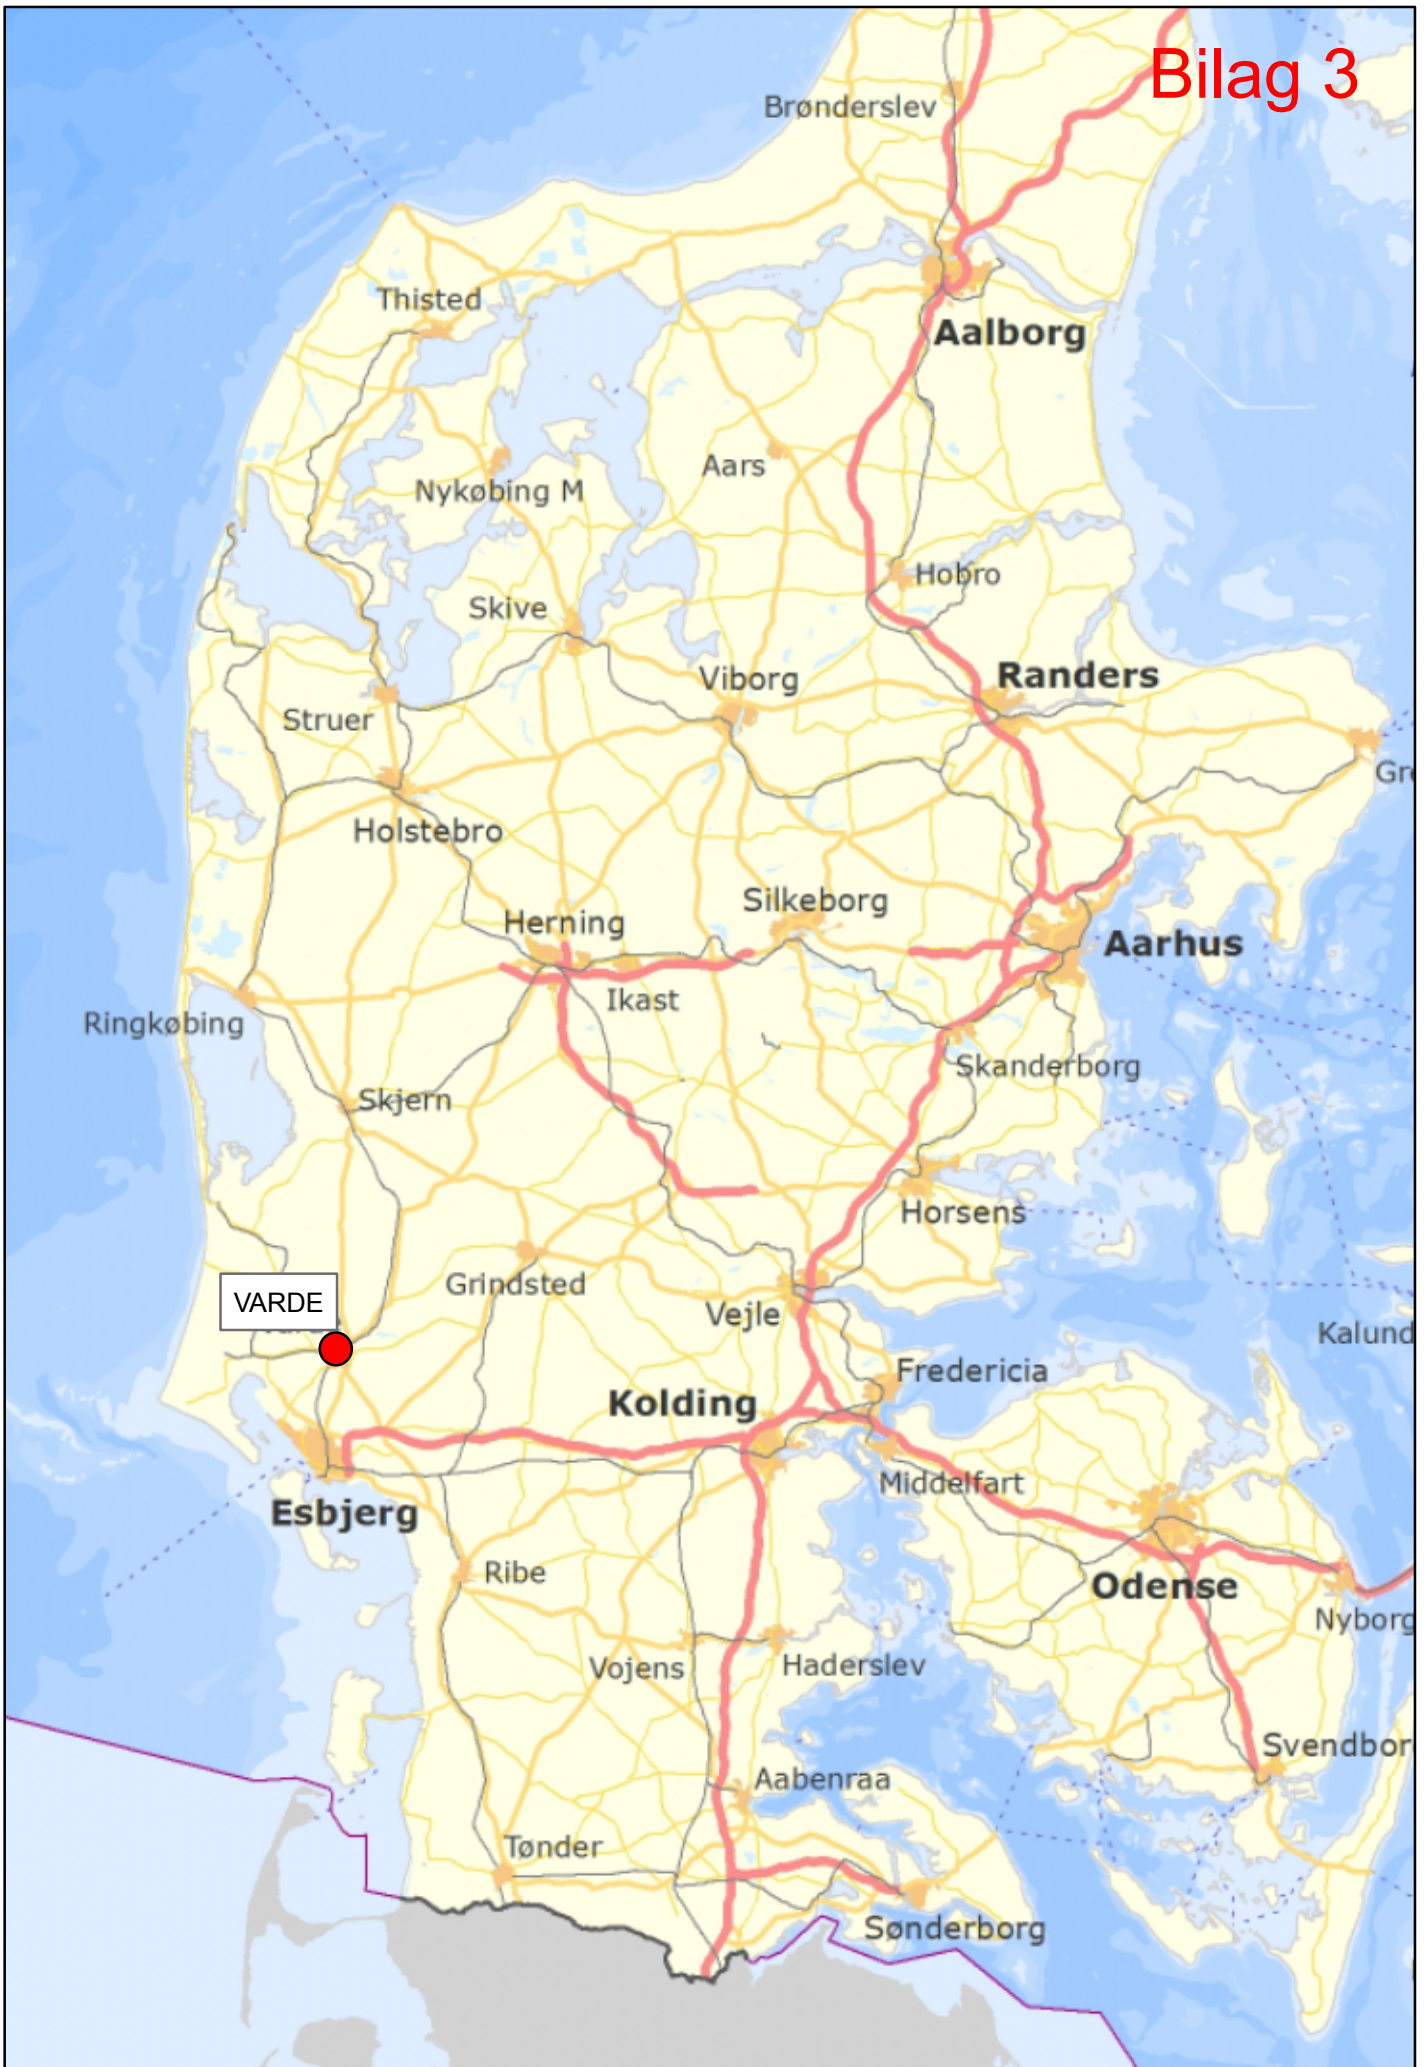 Bilag 3
Brønderslev
Thisted
Aalborg
Aars
Nykøbing M
Hobro
Skive
Randers
Viborg
Struer
Gre
Holstebro
Silkeborg
Herning
Aarhus
Ikast
Ringkøbing
Skanderborg
Skjern
Horsens
Grindsted
VARDE
Vejle
Kalund
Fredericia
Kolding
Middelfart
Esbjerg
Ribe
Odense
Nyborg
Vojens
Haderslev
Svendbor
Aabenraa
Tønder
Sønderborg